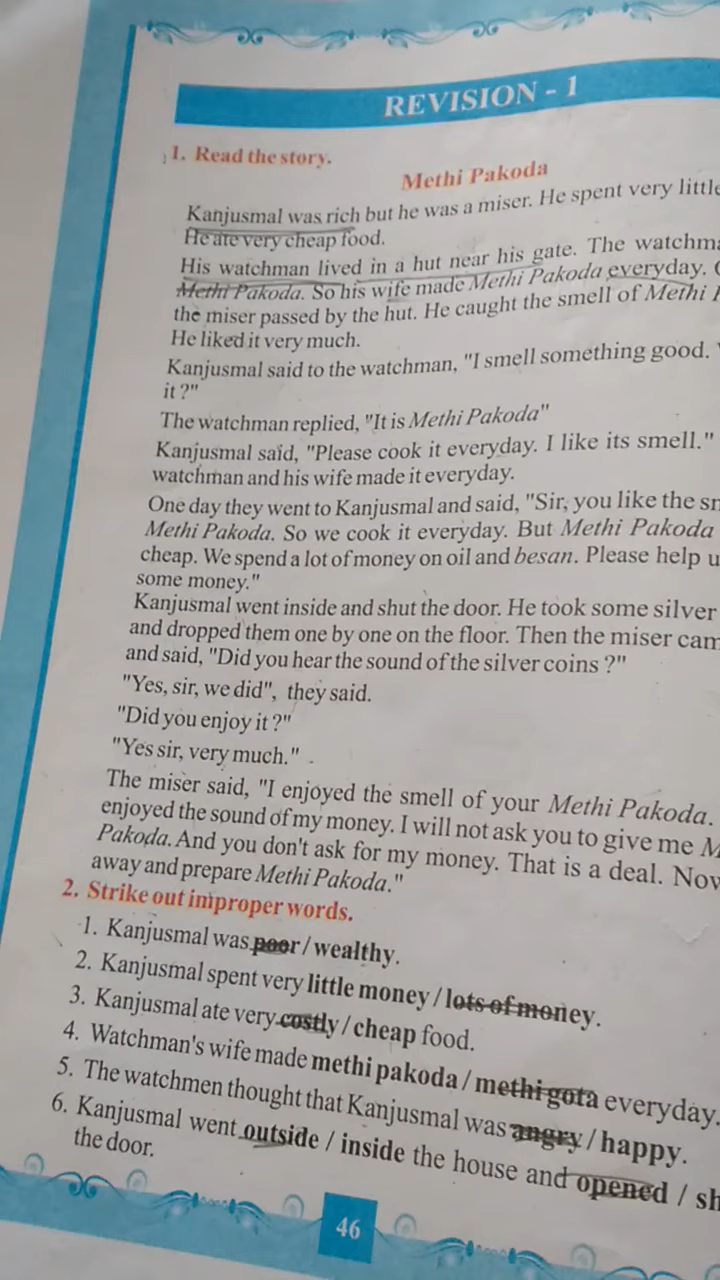 REVISION - 1
1. Read the story.
Methi Pakoda
Kanjusmal was rich but he was a miser. He spent very little
He ate very cheap food.
His watchman lived in a hut near his gate. The
Methi Pakoda. So his wife made Methi Pakoda everyday.
the miser passed by the hut. He caught the smell of Methi
He liked it very much.
Kanjusmal said to the watchman, "I smell something good.
it ?"
The watchman replied, "It is Methi Pakoda"
Kanjusmal said, "Please cook it everyday. I like its smell."
watchman and his wife made it everyday.
One day they went to Kanjusmal and said, "Sir, you like the
Methi Pakoda. So we cook it everyday. But Methi Pakoda
cheap. We spend a lot of money on oil and besan. Please help
some money."
Kanjusmal went inside and shut the door. He took some silver
and dropped them one by one on the floor. Then the miser
and said, "Did you hear the sound of the silver coins ?"
"Yes, sir, we did", they said.
"Did you enjoy it ?"
"Yes sir, very much."
The miser said, "I enjoyed the smell of your Methi Pakoda.
enjoyed the sound of my money. I will not ask you to give me
Pakoda. And you don't ask for my money. That is a deal. Now
away and prepare Methi Pakoda."
2. Strike out improper words.
1. Kanjusmal was poor / wealthy.
2. Kanjusmal spent very little money / lots of money.
3. Kanjusmal ate very costly / cheap food.
4. Watchman's wife made methi pakoda / methi gota everyday.
5. The watchmen thought that Kanjusmal was angry / happy.
6. Kanjusmal went outside / inside the house and opened /
the door.
46